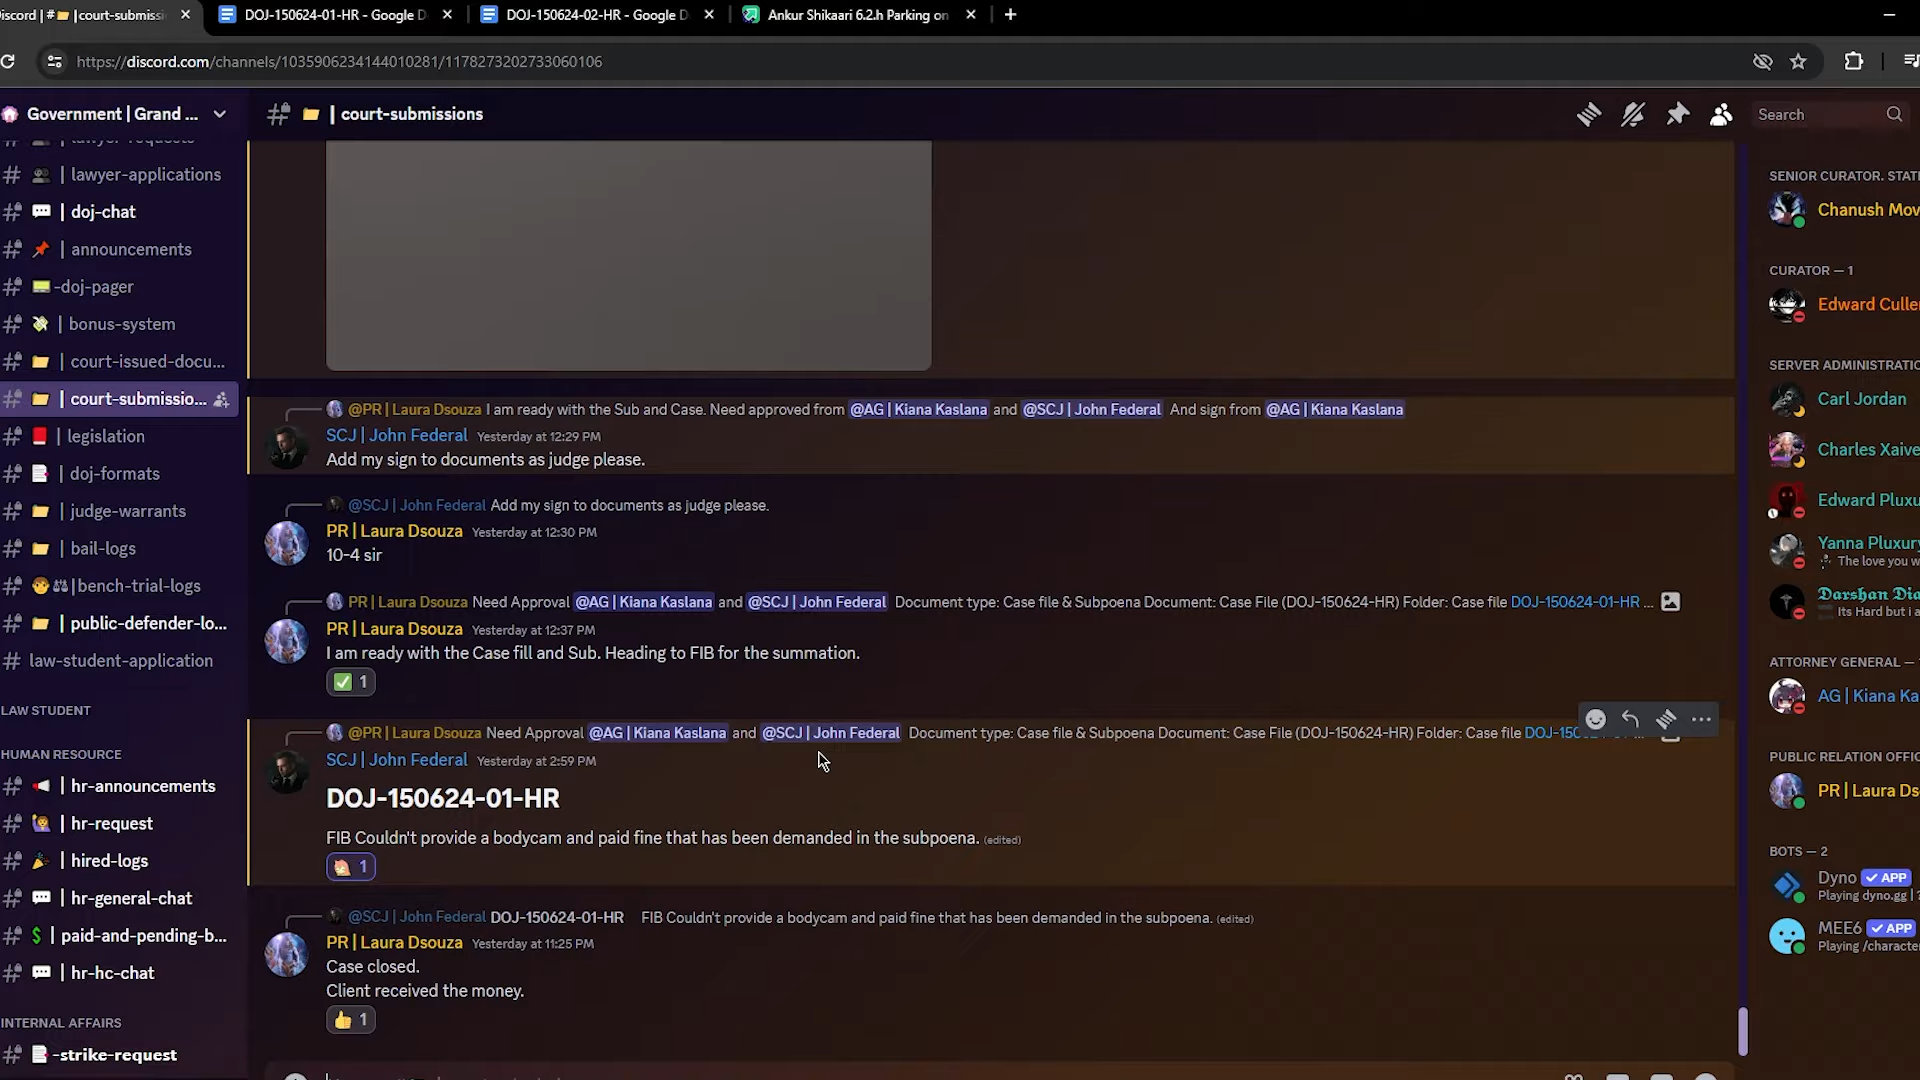 iscord | # | court-submissi
DOJ-150624-01-HR - Google D
DOJ-150624-02-HR - Google D
Ankur Shikaari 6.2.h Parking on
https://discord.com/channels/1035906234144010281/1178273202733060106
Government | Grand ...
| court-submissions
Search
lawyer-requests
| lawyer-applications
| doj-chat
| announcements
-doj-pager
| bonus-system
| court-issued-docu...
| court-submissio...
| legislation
| doj-formats
| judge-warrants
| bail-logs
|bench-trial-logs
| public-defender-lo...
law-student-application
LAW STUDENT
HUMAN RESOURCE
| hr-announcements
| hr-request
| hired-logs
| hr-general-chat
| paid-and-pending-b...
| hr-hc-chat
INTERNAL AFFAIRS
-strike-request
@PR | Laura Dsouza I am ready with the Sub and Case. Need approved from @AG | Kiana Kaslana and @SCJ | John Federal And sign from @AG | Kiana Kaslana
SCJ | John Federal Yesterday at 12:29 PM
Add my sign to documents as judge please.
@SCJ | John Federal Add my sign to documents as judge please.
PR | Laura Dsouza Yesterday at 12:30 PM
10-4 sir
PR | Laura Dsouza Need Approval @AG | Kiana Kaslana and @SCJ | John Federal Document type: Case file & Subpoena Document: Case File (DOJ-150624-HR) Folder: Case file DOJ-150624-01-HR ...
PR | Laura Dsouza Yesterday at 12:37 PM
I am ready with the Case fill and Sub. Heading to FIB for the summation.
1
@PR | Laura Dsouza Need Approval @AG | Kiana Kaslana and @SCJ | John Federal Document type: Case file & Subpoena Document: Case File (DOJ-150624-HR) Folder: Case file DOJ-150
SCJ | John Federal Yesterday at 2:59 PM
DOJ-150624-01-HR
FIB Couldn't provide a bodycam and paid fine that has been demanded in the subpoena. (edited)
1
@SCJ | John Federal DOJ-150624-01-HR FIB Couldn't provide a bodycam and paid fine that has been demanded in the subpoena. (edited)
PR | Laura Dsouza Yesterday at 11:25 PM
Case closed.
Client received the money.
1
SENIOR CURATOR. STAT
Chanush Mov
CURATOR — 1
Edward Culle
SERVER ADMINISTRATIO
Carl Jordan
Charles Xaive
Edward Pluxu
Yanna Pluxury
The love you w
Darshan Dia
Its Hard but i a
ATTORNEY GENERAL —
AG | Kiana Ka
PUBLIC RELATION OFFIC
PR | Laura Ds
BOTS — 2
Dyno APP
Playing dyno.gg | ?
MEE6 APP
Playing /character